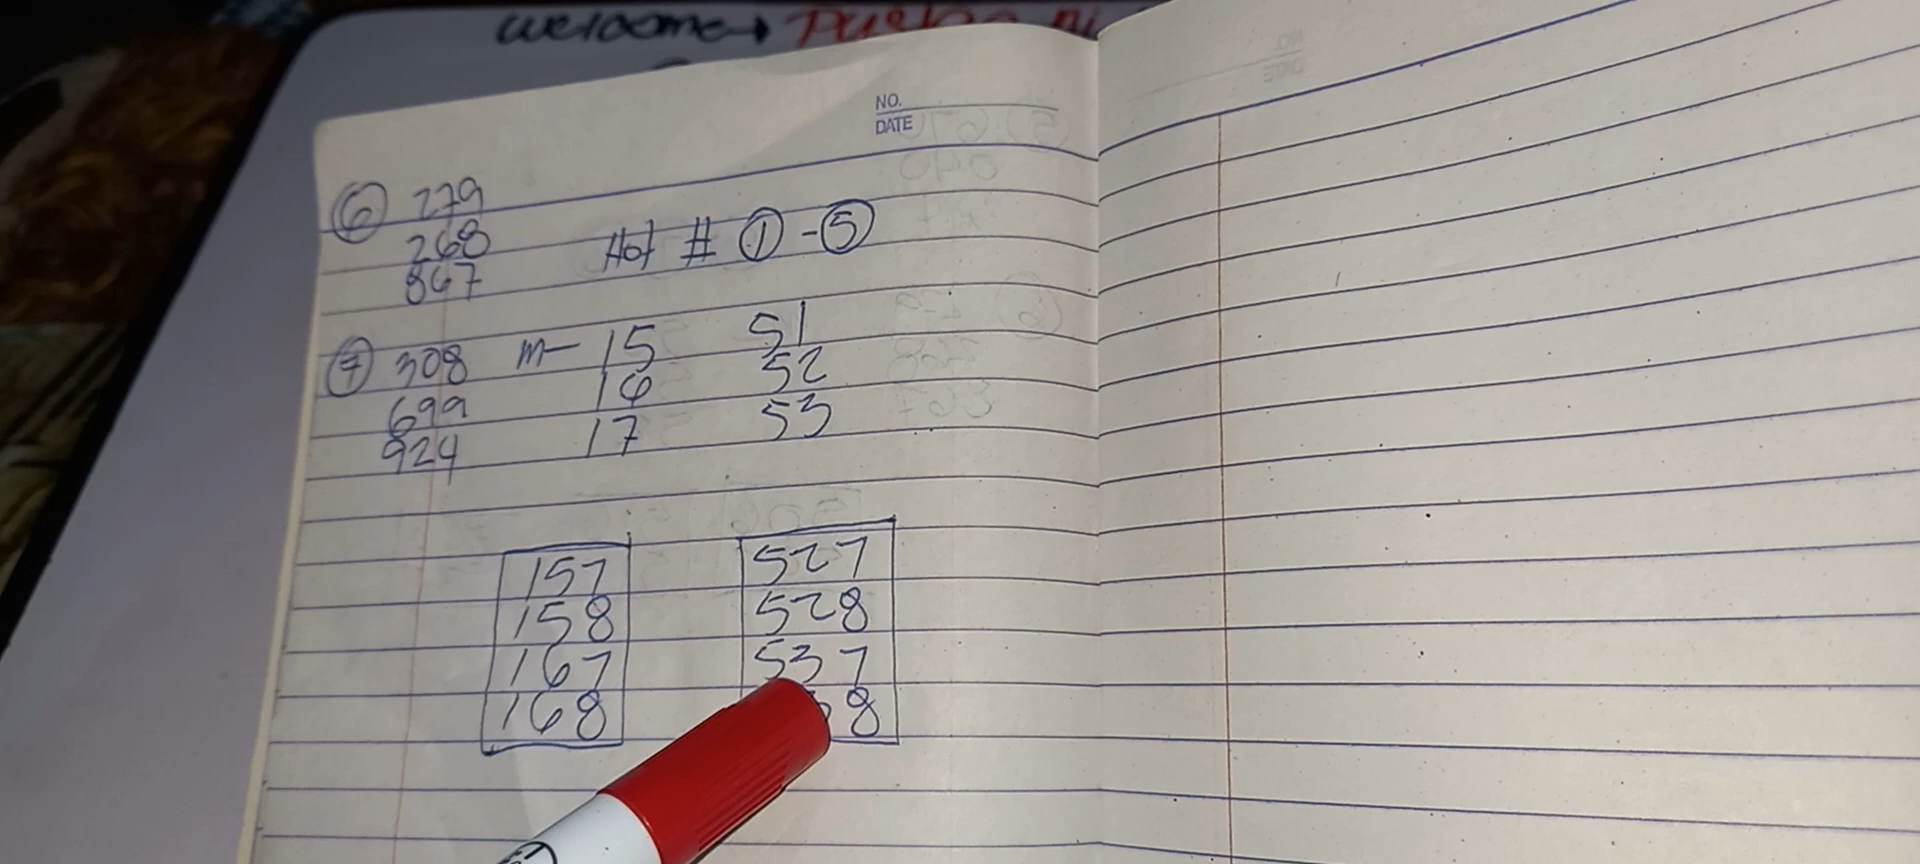 welcome→
NO.
DATE
⑥ 279
268
867
Hot # ① - ⑤
⑦ 308 m— 15 51
699 16 52
924 17 53
157 527
158 528
167 537
168 8